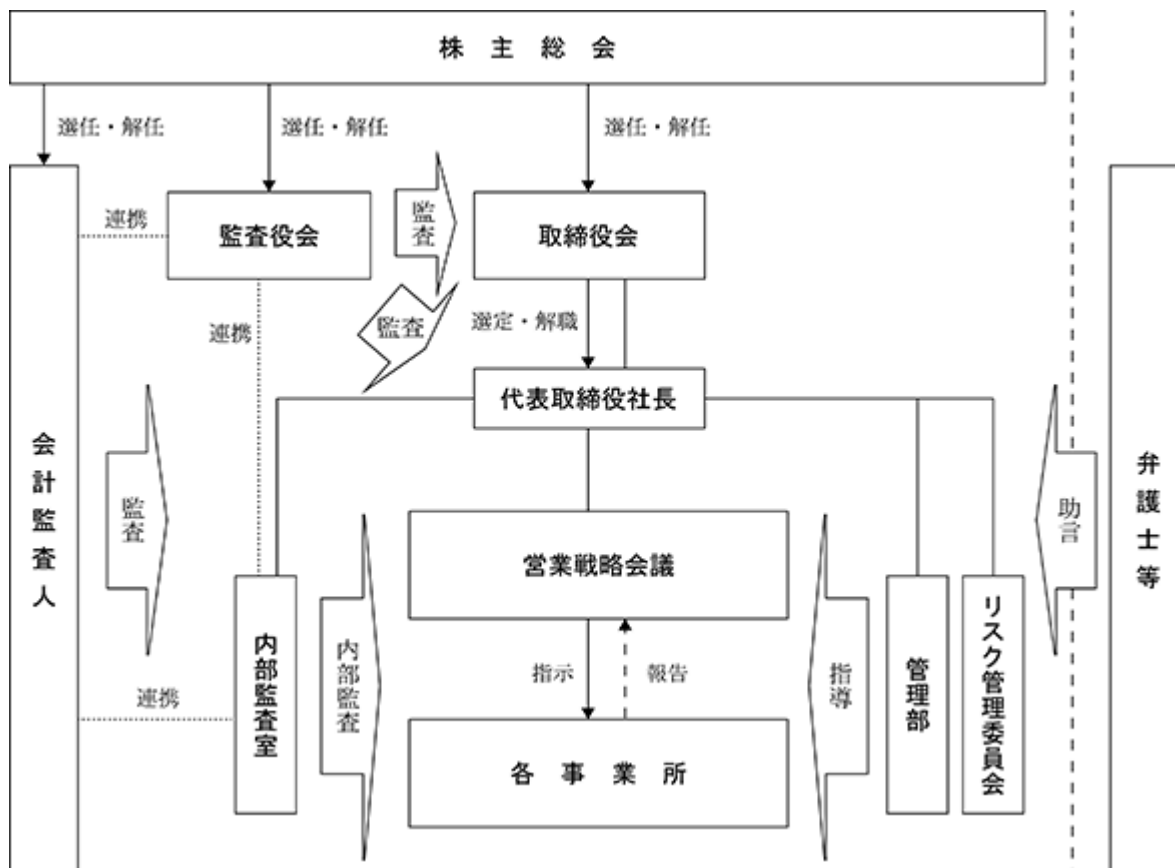 株主総会
選任・解任
選任・解任
選任・解任
連携
監査役会
監査
取締役会
連携
監査
選定・解職
代表取締役社長
会計監査人
監査
営業戦略会議
助言
弁護士等
内部監査室
内部監査
指示
報告
指導
管理部
リスク管理委員会
連携
各事業所